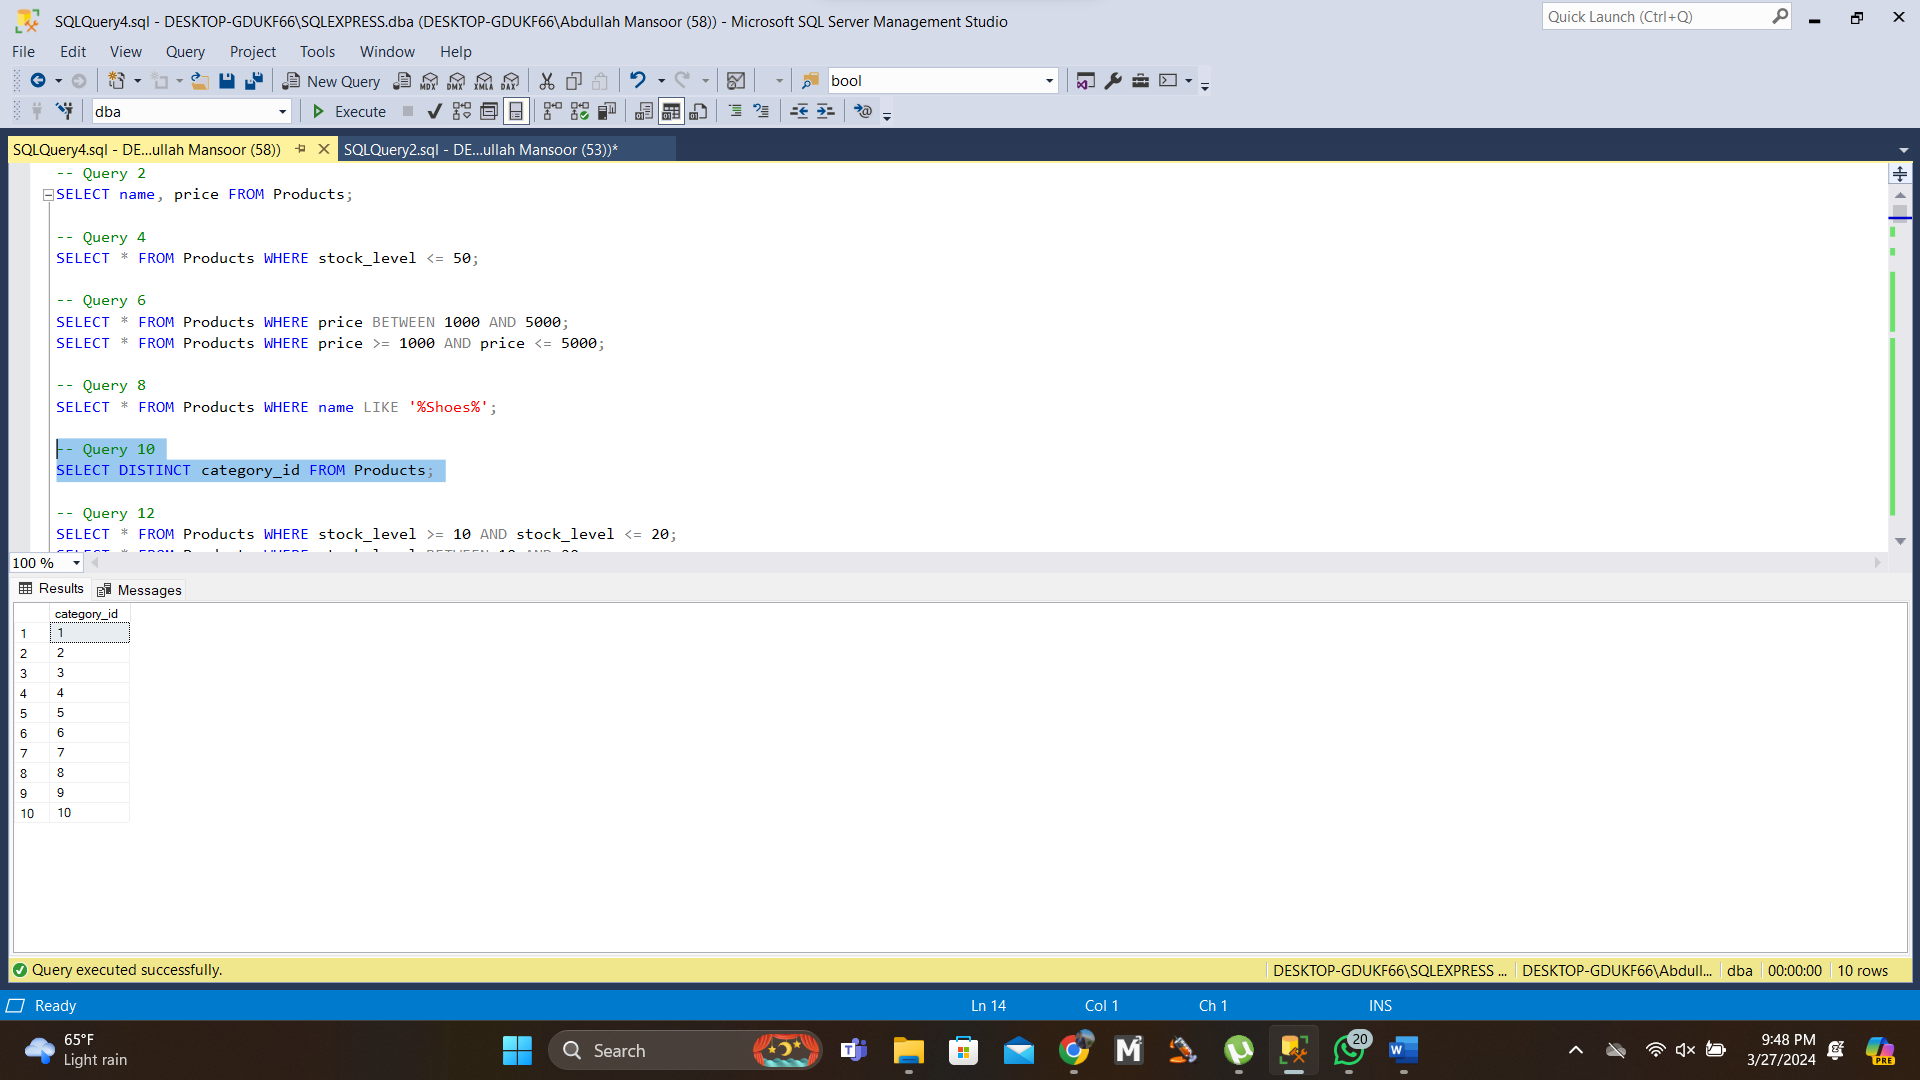 SQLQuery4.sql - DESKTOP-GDUKF66\SQLEXPRESS.dba (DESKTOP-GDUKF66\Abdullah Mansoor (58)) - Microsoft SQL Server Management Studio
Quick Launch (Ctrl+Q)
File Edit View Query Project Tools Window Help
New Query MDX DMX XMLA DAX bool
dba Execute
SQLQuery4.sql - DE...ullah Mansoor (58)) SQLQuery2.sql - DE...ullah Mansoor (53))*
-- Query 2
SELECT name, price FROM Products;
-- Query 4
SELECT * FROM Products WHERE stock_level <= 50;
-- Query 6
SELECT * FROM Products WHERE price BETWEEN 1000 AND 5000;
SELECT * FROM Products WHERE price >= 1000 AND price <= 5000;
-- Query 8
SELECT * FROM Products WHERE name LIKE '%Shoes%';
-- Query 10
SELECT DISTINCT category_id FROM Products;
-- Query 12
SELECT * FROM Products WHERE stock_level >= 10 AND stock_level <= 20;
100 %
Results Messages
category_id
1 1
2 2
3 3
4 4
5 5
6 6
7 7
8 8
9 9
10 10
Query executed successfully. DESKTOP-GDUKF66\SQLEXPRESS ... DESKTOP-GDUKF66\Abdull... dba 00:00:00 10 rows
Ready Ln 14 Col 1 Ch 1 INS
65°F
Light rain
Search
20
9:48 PM
3/27/2024
PRE